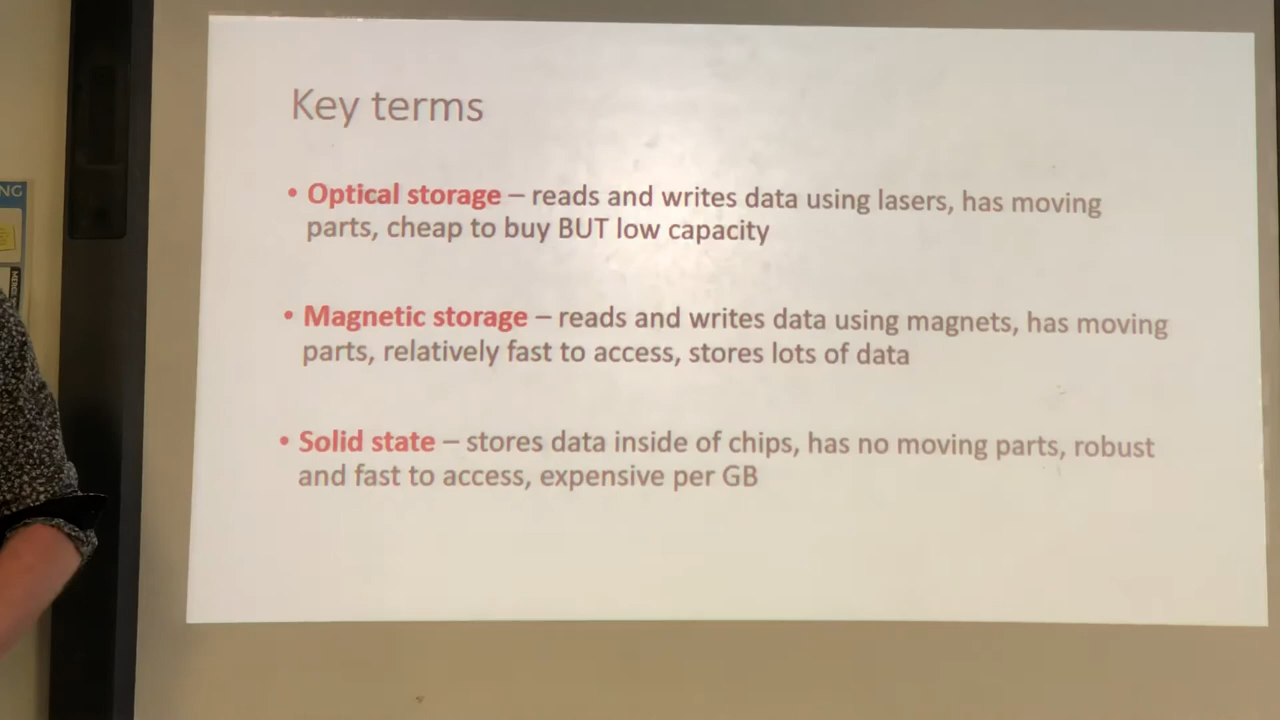 Key terms
• Optical storage – reads and writes data using lasers, has moving
parts, cheap to buy BUT low capacity
• Magnetic storage – reads and writes data using magnets, has moving
parts, relatively fast to access, stores lots of data
• Solid state – stores data inside of chips, has no moving parts, robust
and fast to access, expensive per GB
NG